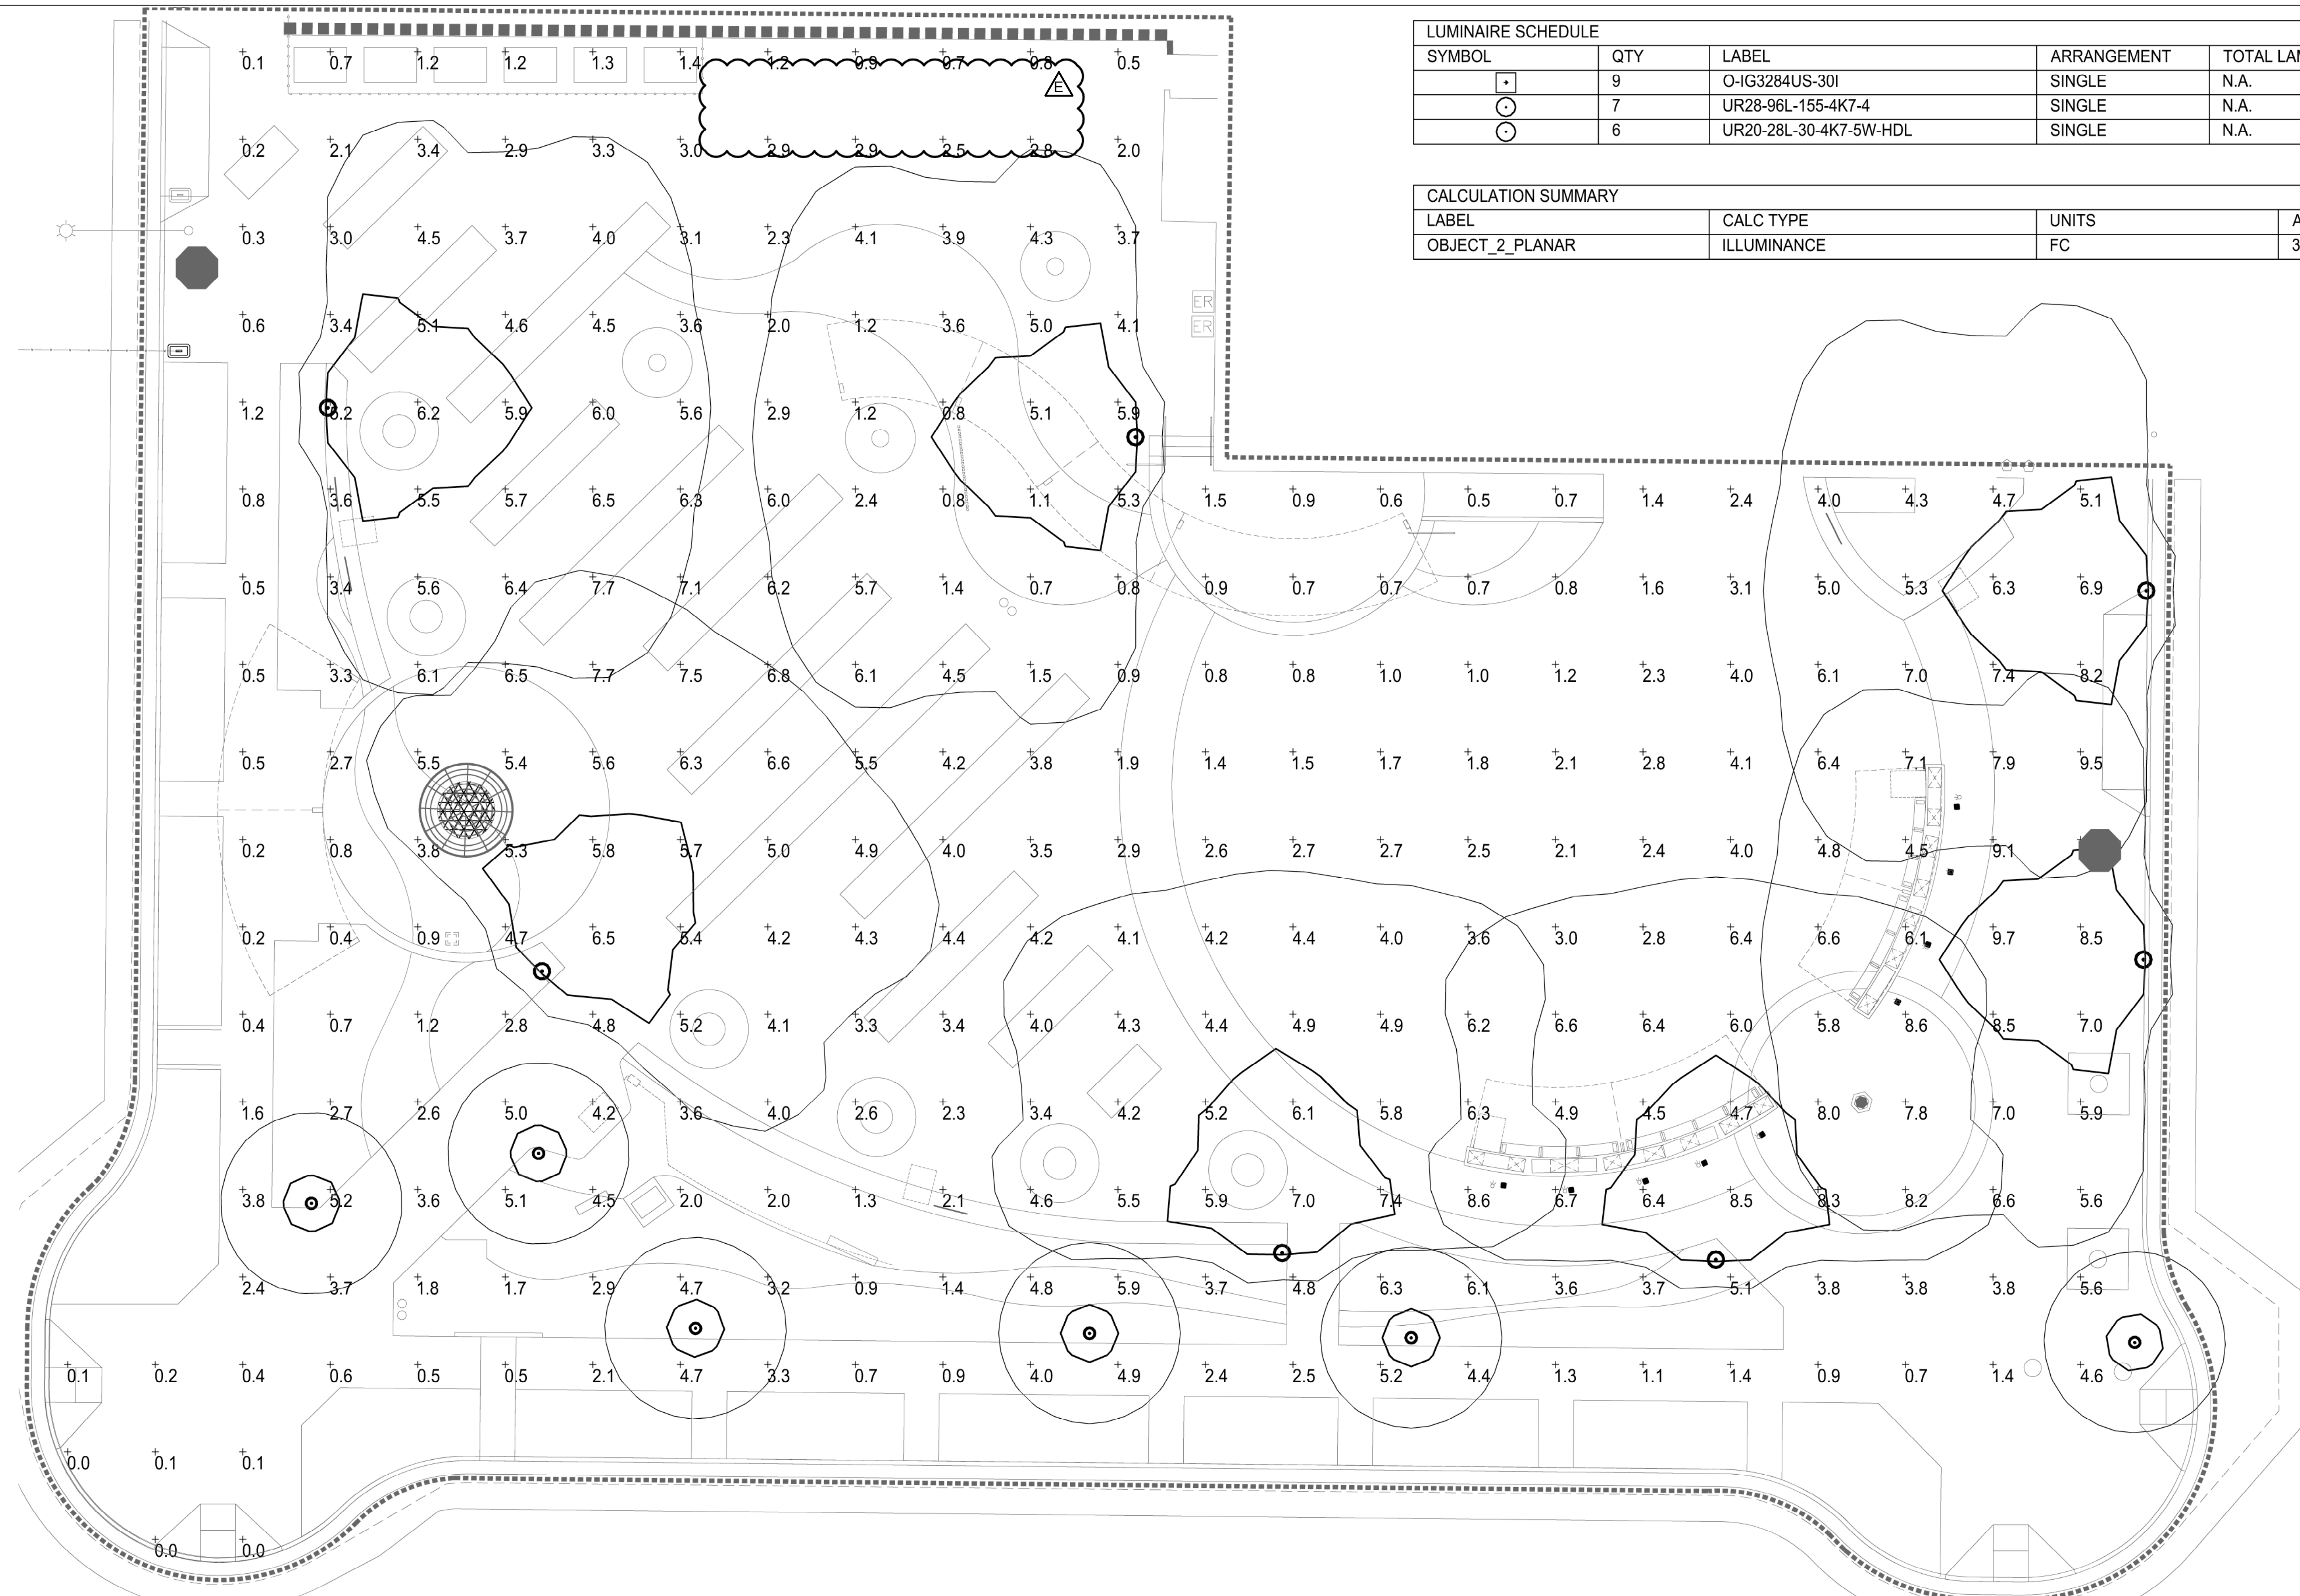 LUMINAIRE SCHEDULE
SYMBOL QTY LABEL ARRANGEMENT TOTAL LAM
9 O-IG3284US-30I SINGLE N.A.
7 UR28-96L-155-4K7-4 SINGLE N.A.
6 UR20-28L-30-4K7-5W-HDL SINGLE N.A.
CALCULATION SUMMARY
LABEL CALC TYPE UNITS A
OBJECT_2_PLANAR ILLUMINANCE FC 3
0.1 0.7 1.2 1.2 1.3 1.4 1.2 0.9 0.7 0.8 0.5
E
0.2 2.1 3.4 2.9 3.3 3.0 2.9 2.9 2.5 2.8 2.0
0.3 3.0 4.5 3.7 4.0 3.1 2.3 4.1 3.9 4.3 3.7
ER
0.6 3.4 5.1 4.6 4.5 3.6 2.0 1.2 3.6 5.0 4.1
ER
1.2 6.2 5.9 6.0 5.6 2.9 1.2 0.8 5.1 5.9
0.8 3.6 5.5 5.7 6.5 6.3 6.0 2.4 0.8 1.1 5.3 1.5 0.9 0.6 0.5 0.7 1.4 2.4 4.0 4.3 4.7 5.1
0.5 3.4 5.6 6.4 7.7 7.1 6.2 5.7 1.4 0.7 0.8 0.9 0.7 0.7 0.7 0.8 1.6 3.1 5.0 5.3 6.3 6.9
0.5 3.3 6.1 6.5 7.7 7.5 6.8 6.1 4.5 1.5 0.9 0.8 0.8 1.0 1.0 1.2 2.3 4.0 6.1 7.0 7.4 8.2
0.5 2.7 5.5 5.4 5.6 6.3 6.6 5.5 4.2 3.8 1.9 1.4 1.5 1.7 1.8 2.1 2.8 4.1 6.4 7.1 7.9 9.5
0.2 0.8 3.8 5.3 5.8 5.7 5.0 4.9 4.0 3.5 2.9 2.6 2.7 2.7 2.5 2.1 2.4 4.0 4.8 4.5 9.1
0.2 0.4 0.9 4.7 6.5 5.4 4.2 4.3 4.4 4.2 4.1 4.2 4.4 4.0 3.6 3.0 2.8 6.4 6.6 6.1 9.7 8.5
0.4 0.7 1.2 2.8 4.8 5.2 4.1 3.3 3.4 4.0 4.3 4.4 4.9 4.9 6.2 6.6 6.4 6.0 5.8 8.6 8.5 7.0
1.6 2.7 2.6 5.0 4.2 3.6 4.0 2.6 2.3 3.4 4.2 5.2 6.1 5.8 6.3 4.9 4.5 4.7 8.0 7.8 7.0 5.9
3.8 5.2 3.6 5.1 4.5 2.0 2.0 1.3 2.1 4.6 5.5 5.9 7.0 7.4 8.6 6.7 6.4 8.5 8.3 8.2 6.6 5.6
2.4 3.7 1.8 1.7 2.9 4.7 3.2 0.9 1.4 4.8 5.9 3.7 4.8 6.3 6.1 3.6 3.7 5.1 3.8 3.8 3.8 5.6
0.1 0.2 0.4 0.6 0.5 0.5 2.1 4.7 3.3 0.7 0.9 4.0 4.9 2.4 2.5 5.2 4.4 1.3 1.1 1.4 0.9 0.7 1.4 4.6
0.0 0.1 0.1
0.0 0.0